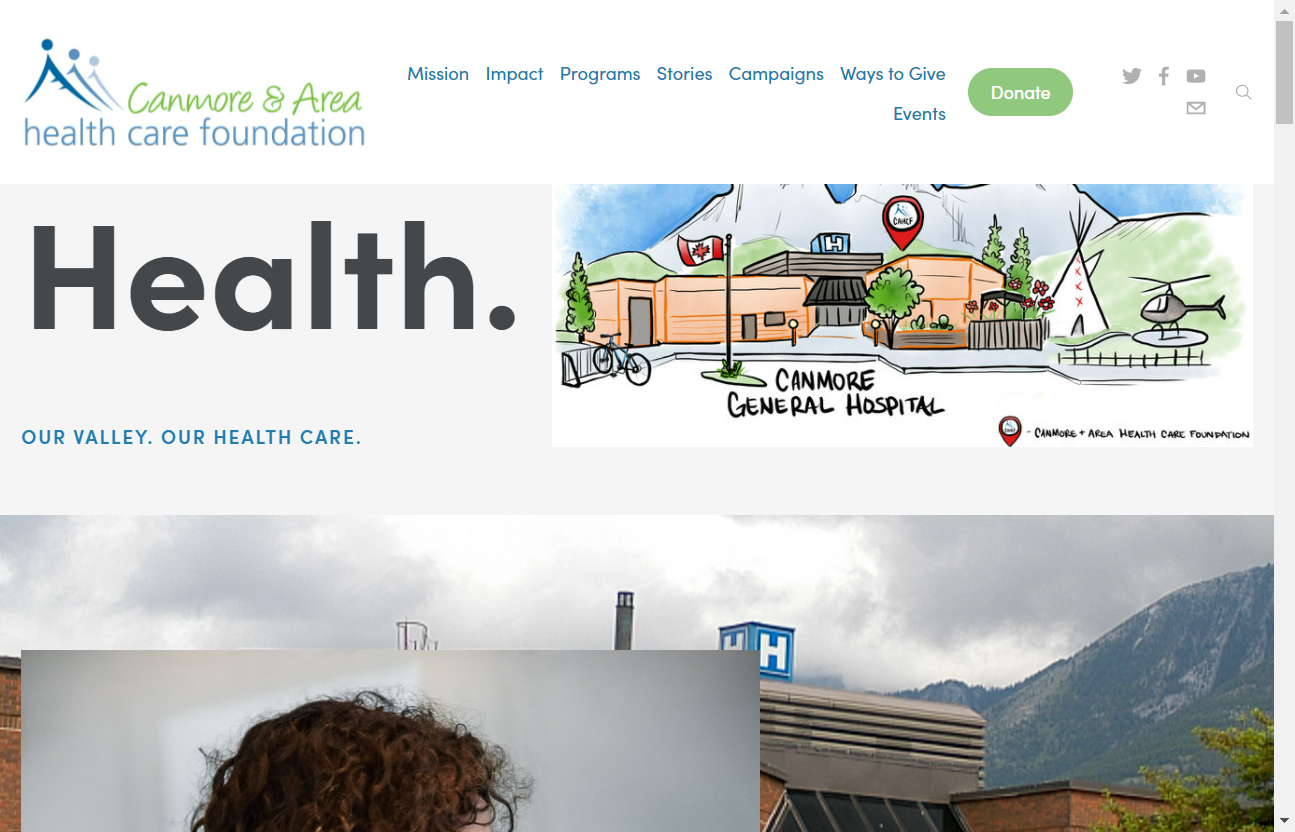 Canmore & Area
health care foundation
Mission Impact Programs Stories Campaigns Ways to Give
Events
Donate
Health.
OUR VALLEY. OUR HEALTH CARE.
CAHCF
H
CANMORE
GENERAL HOSPITAL
- CANMORE + AREA HEALTH CARE FOUNDATION
H H